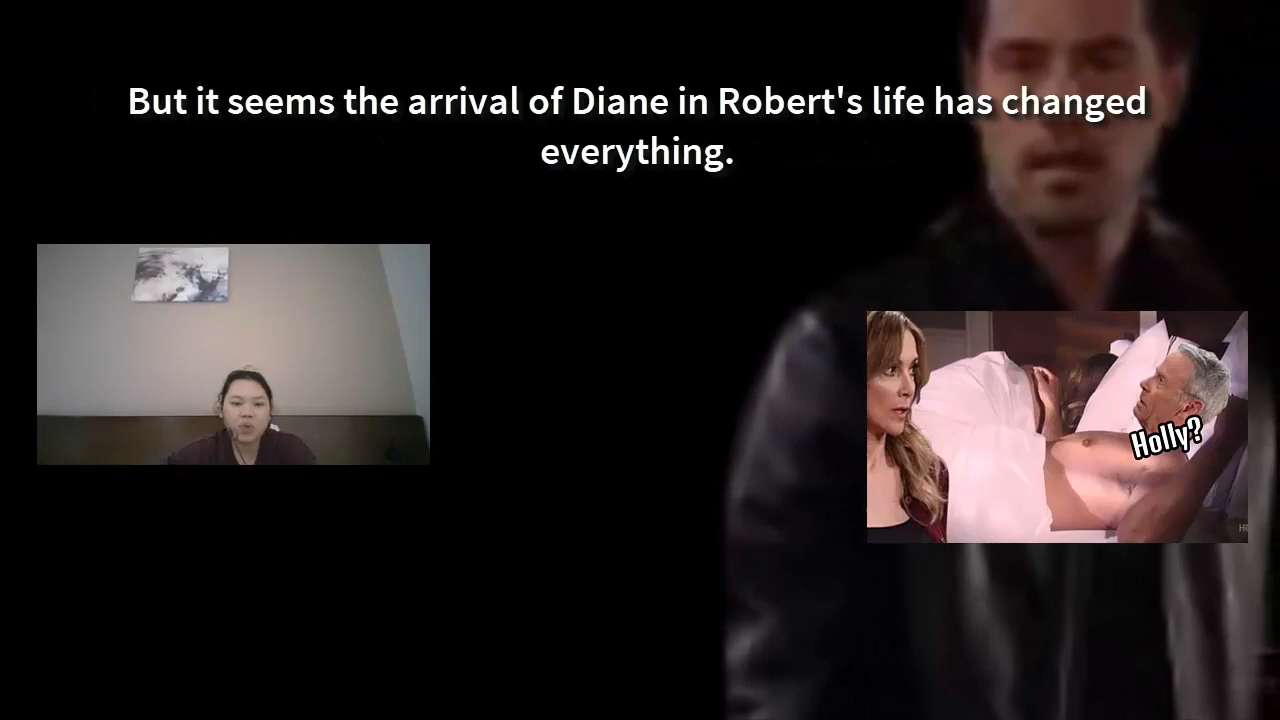 But it seems the arrival of Diane in Robert's life has changed
everything.
Holly?